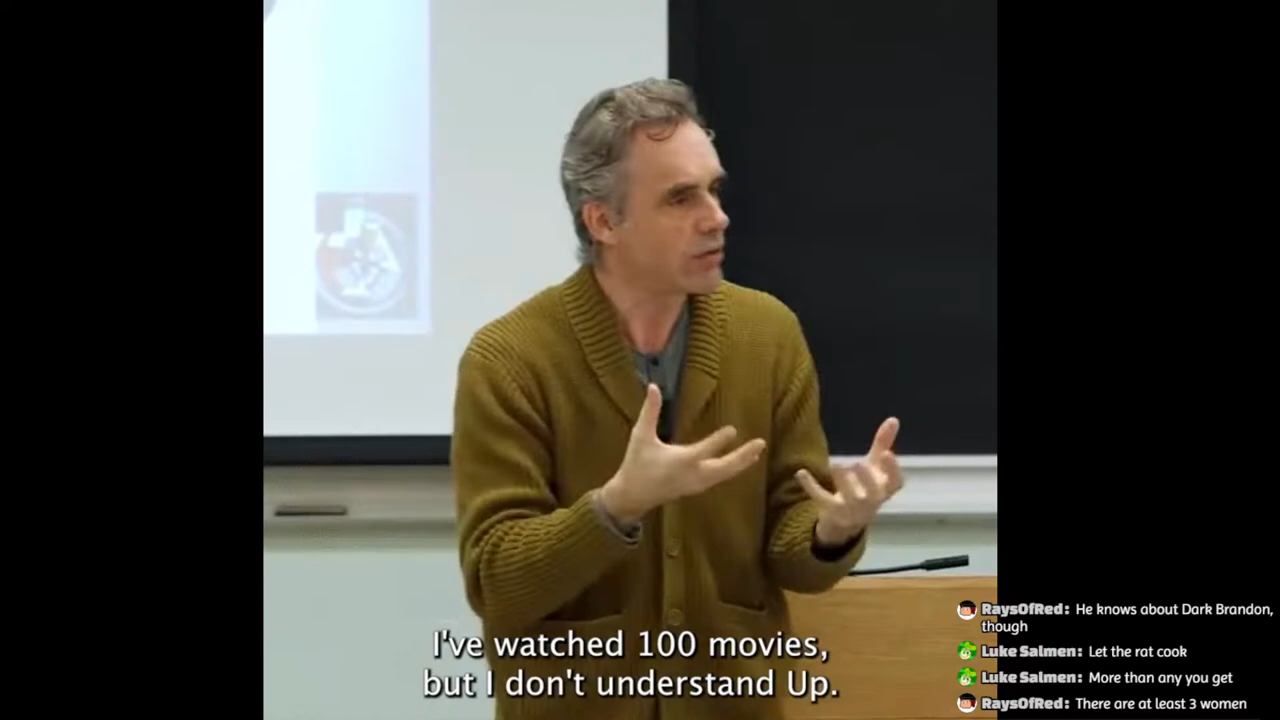 I've watched 100 movies,
but I don't understand Up.
RaysOfRed: He knows about Dark Brandon,
though
Luke Salmen: Let the rat cook
Luke Salmen: More than any you get
RaysOfRed: There are at least 3 women